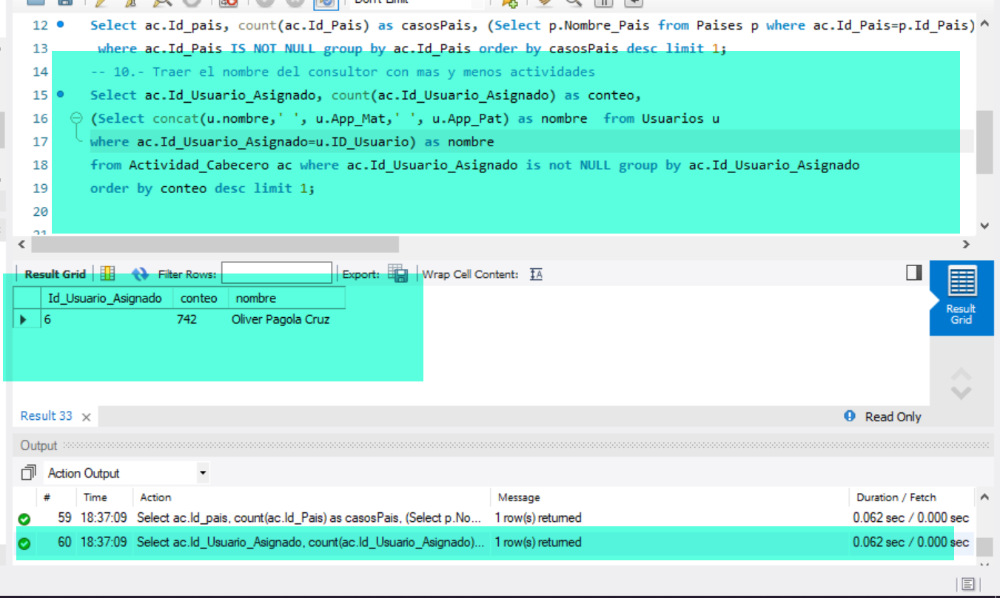 Don't Limit
12 Select ac.Id_pais, count(ac.Id_Pais) as casosPais, (Select p.Nombre_Pais from Paises p where ac.Id_Pais=p.Id_Pais)
13 where ac.Id_Pais IS NOT NULL group by ac.Id_Pais order by casosPais desc limit 1;
14 -- 10.- Traer el nombre del consultor con mas y menos actividades
15 Select ac.Id_Usuario_Asignado, count(ac.Id_Usuario_Asignado) as conteo,
16 (Select concat(u.nombre,' ', u.App_Mat,' ', u.App_Pat) as nombre from Usuarios u
17 where ac.Id_Usuario_Asignado=u.ID_Usuario) as nombre
18 from Actividad_Cabecero ac where ac.Id_Usuario_Asignado is not NULL group by ac.Id_Usuario_Asignado
19 order by conteo desc limit 1;
20
21
Result Grid Filter Rows: Export: Wrap Cell Content: IA
Id_Usuario_Asignado conteo nombre
6 742 Oliver Pagola Cruz
Result
Grid
Result 33 Read Only
Output
Action Output
# Time Action Message Duration / Fetch
59 18:37:09 Select ac.Id_pais, count(ac.Id_Pais) as casosPais, (Select p.No... 1 row(s) returned 0.062 sec / 0.000 sec
60 18:37:09 Select ac.Id_Usuario_Asignado, count(ac.Id_Usuario_Asignado)... 1 row(s) returned 0.062 sec / 0.000 sec